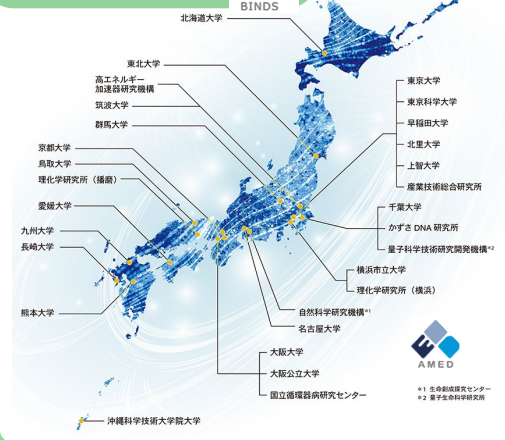 BINDS
北海道大学
東北大学
高エネルギー
加速器研究機構
筑波大学
群馬大学
京都大学
鳥取大学
理化学研究所（播磨）
愛媛大学
九州大学
長崎大学
熊本大学
東京大学
東京科学大学
早稲田大学
北里大学
上智大学
産業技術総合研究所
千葉大学
かずさ DNA 研究所
量子科学技術研究開発機構*2
横浜市立大学
理化学研究所（横浜）
自然科学研究機構*1
名古屋大学
大阪大学
大阪公立大学
国立循環器病研究センター
沖縄科学技術大学院大学
AMED
＊1 生命創成探究センター
＊2 量子生命科学研究所